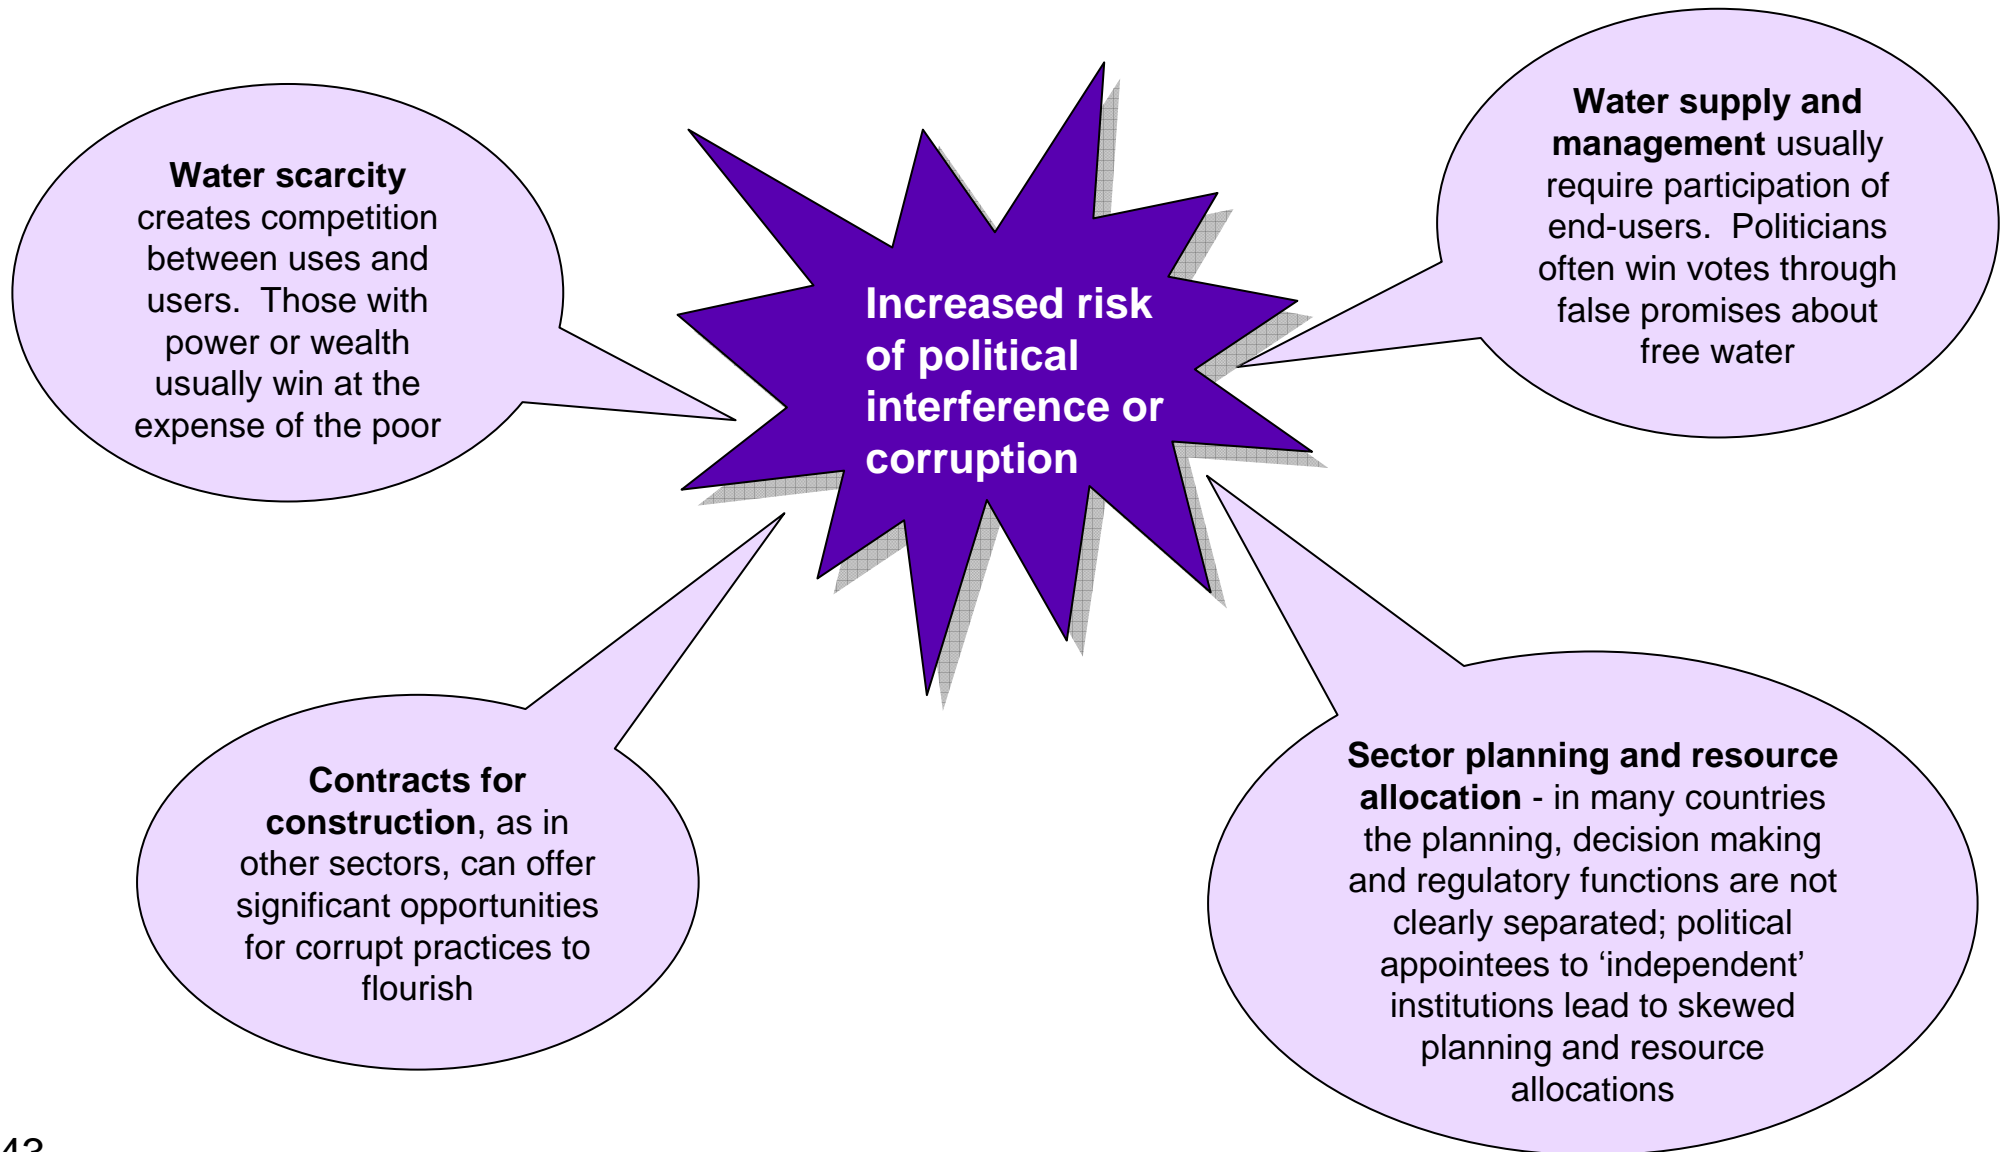 Water scarcity
creates competition
between uses and
users.  Those with
power or wealth
usually win at the
expense of the poor
Increased risk
of political
interference or
corruption
Water supply and
management usually
require participation of
end-users.  Politicians
often win votes through
false promises about
free water
Contracts for
construction, as in
other sectors, can offer
significant opportunities
for corrupt practices to
flourish
Sector planning and resource
allocation - in many countries
the planning, decision making
and regulatory functions are not
clearly separated; political
appointees to ‘independent’
institutions lead to skewed
planning and resource
allocations
43